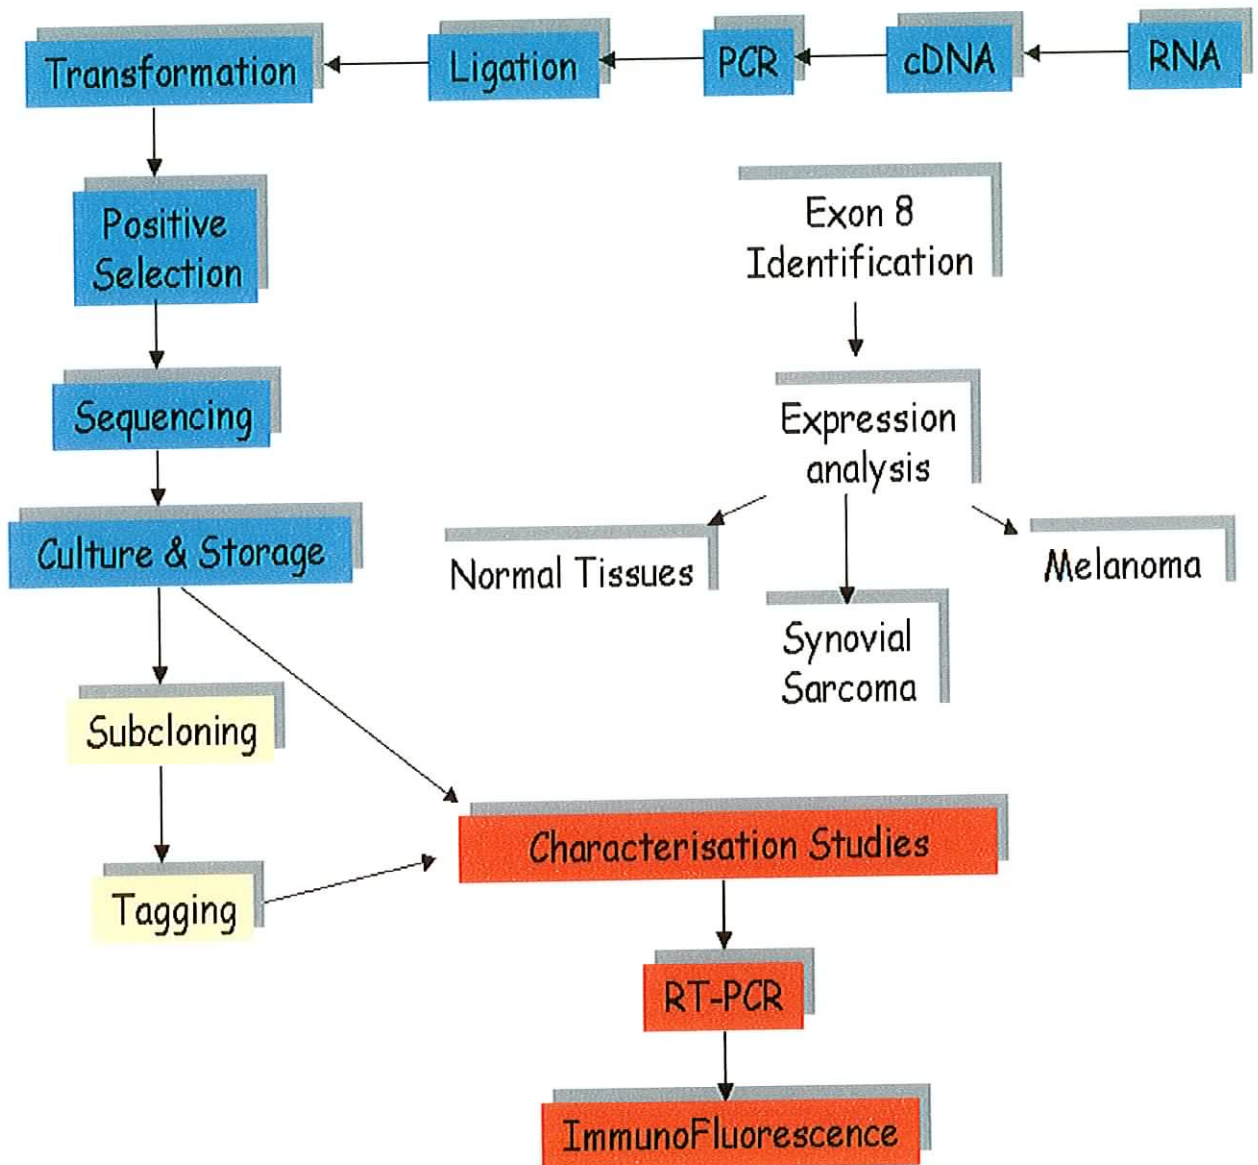 Transformation
Ligation
PCR
cDNA
RNA
Positive
Selection
Exon 8
Identification
Sequencing
Expression
analysis
Culture & Storage
Normal Tissues
Melanoma
Synovial
Sarcoma
Subcloning
Characterisation Studies
Tagging
RT-PCR
ImmunoFluorescence